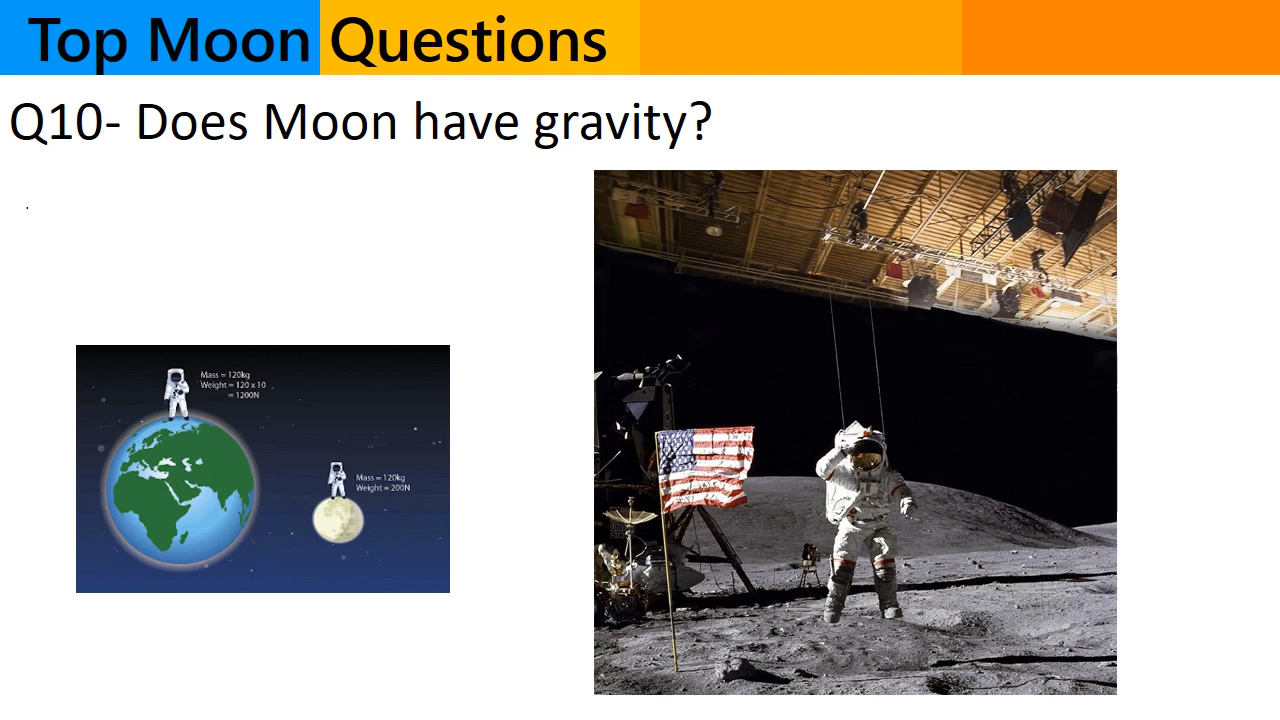 Top Moon Questions
Q10- Does Moon have gravity?
.
Mass = 120kg
Weight = 120 x 10
= 1200N
Mass = 120kg
Weight = 200N